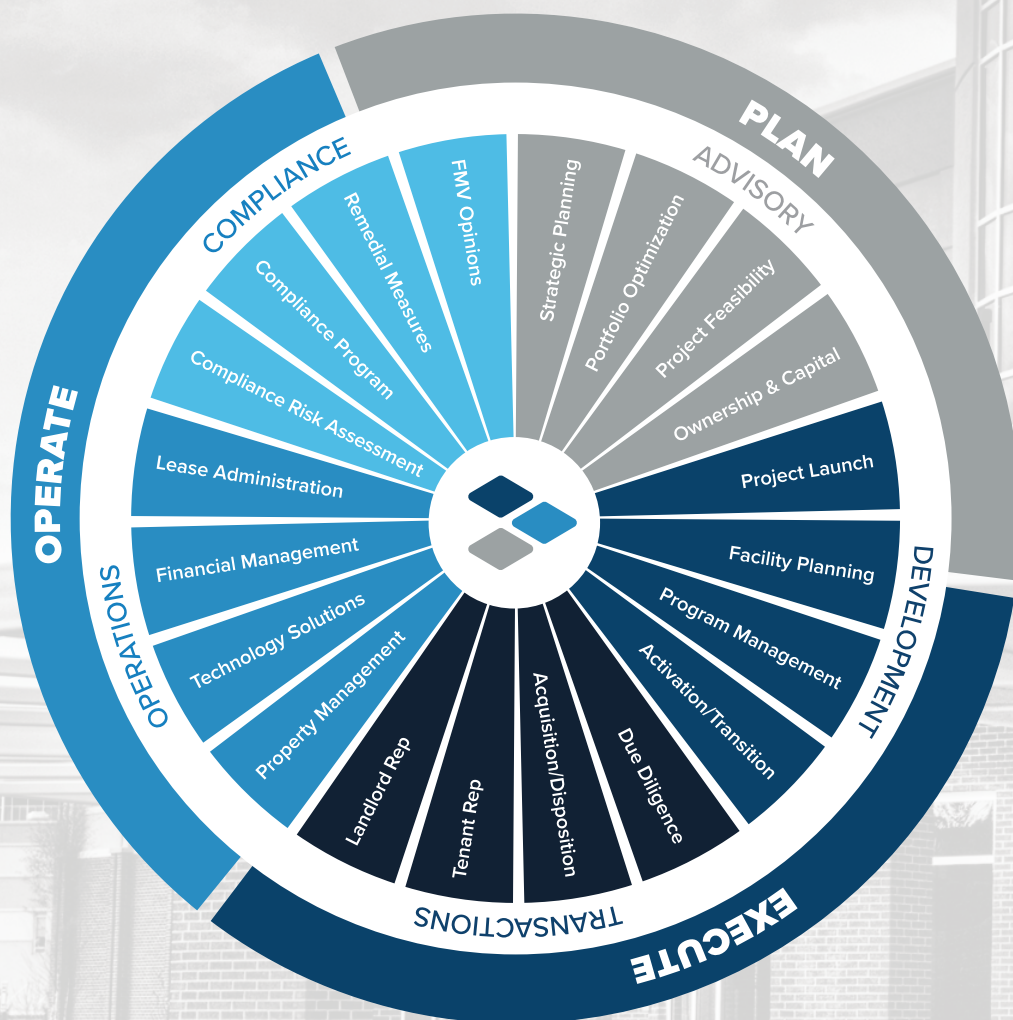 PLAN
ADVISORY
Strategic Planning
Portfolio Optimization
Project Feasibility
Ownership & Capital
EXECUTE
DEVELOPMENT
Project Launch
Facility Planning
Program Management
Activation/Transition
TRANSACTIONS
Due Diligence
Acquisition/Disposition
Tenant Rep
Landlord Rep
OPERATE
OPERATIONS
Property Management
Technology Solutions
Financial Management
Lease Administration
COMPLIANCE
Compliance Risk Assessment
Compliance Program
Remedial Measures
FMV Opinions